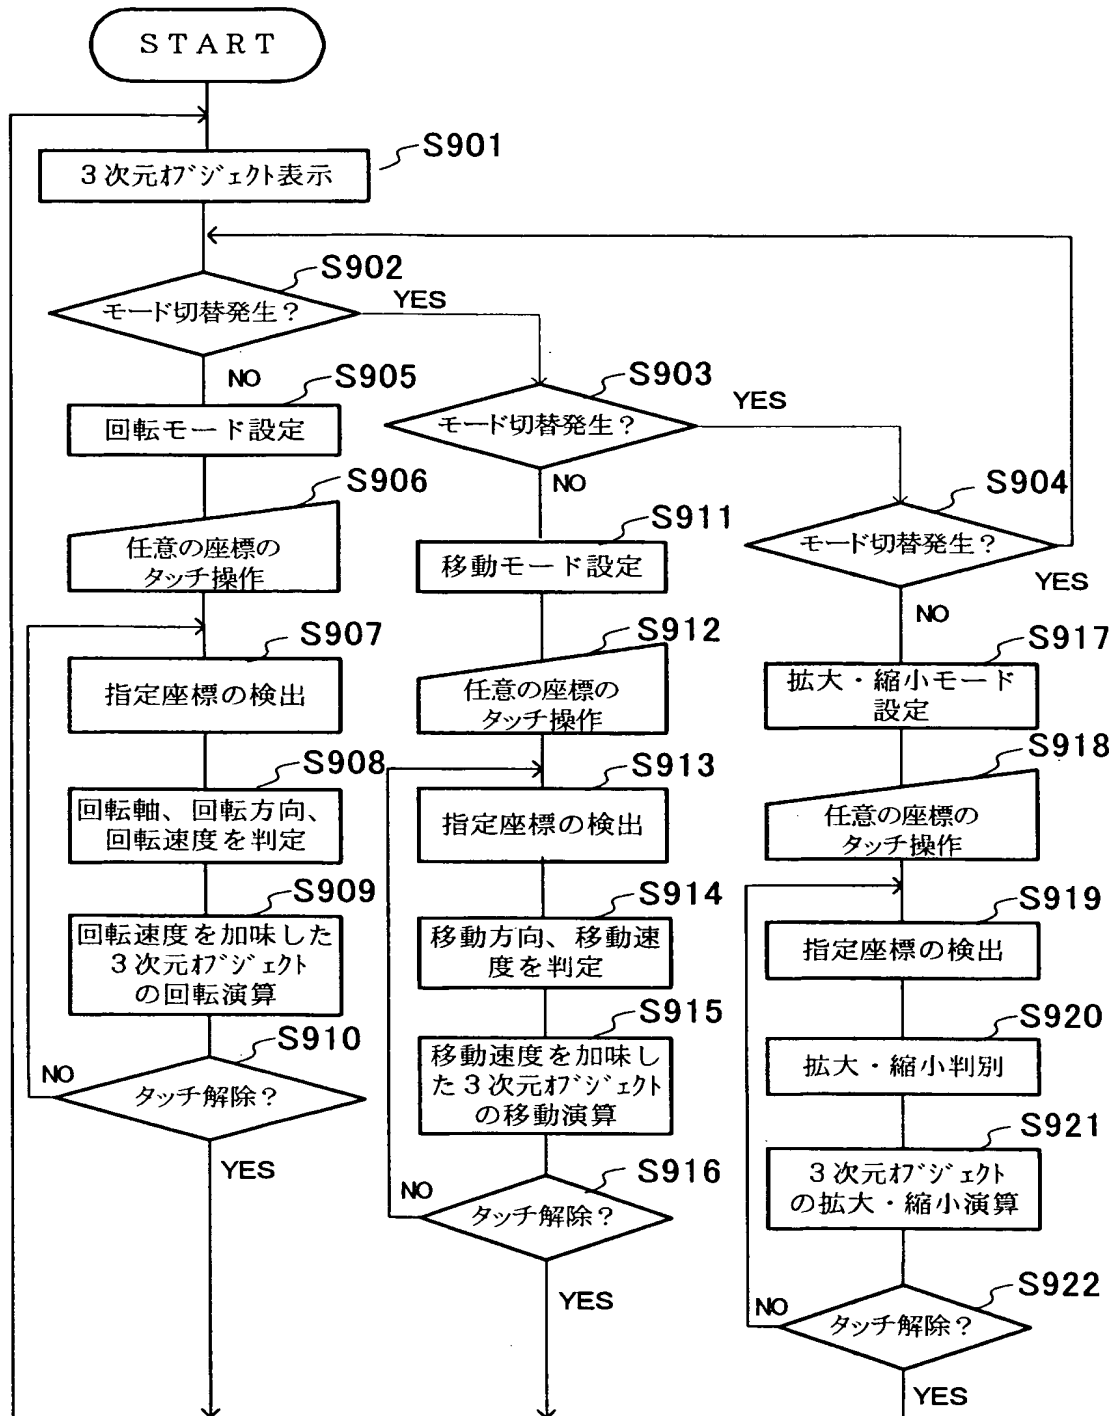 START
S901
3次元オブジェクト表示
S902
モード切替発生？
YES
NO
S903
モード切替発生？
YES
NO
S904
モード切替発生？
YES
NO
S905
回転モード設定
S906
任意の座標の
タッチ操作
S907
指定座標の検出
S908
回転軸、回転方向、
回転速度を判定
S909
回転速度を加味した
3次元オブジェクト
の回転演算
S910
タッチ解除？
NO
YES
S911
移動モード設定
S912
任意の座標の
タッチ操作
S913
指定座標の検出
S914
移動方向、移動速
度を判定
S915
移動速度を加味し
た3次元オブジェクト
の移動演算
S916
タッチ解除？
NO
YES
S917
拡大・縮小モード
設定
S918
任意の座標の
タッチ操作
S919
指定座標の検出
S920
拡大・縮小判別
S921
3次元オブジェクト
の拡大・縮小演算
S922
タッチ解除？
NO
YES